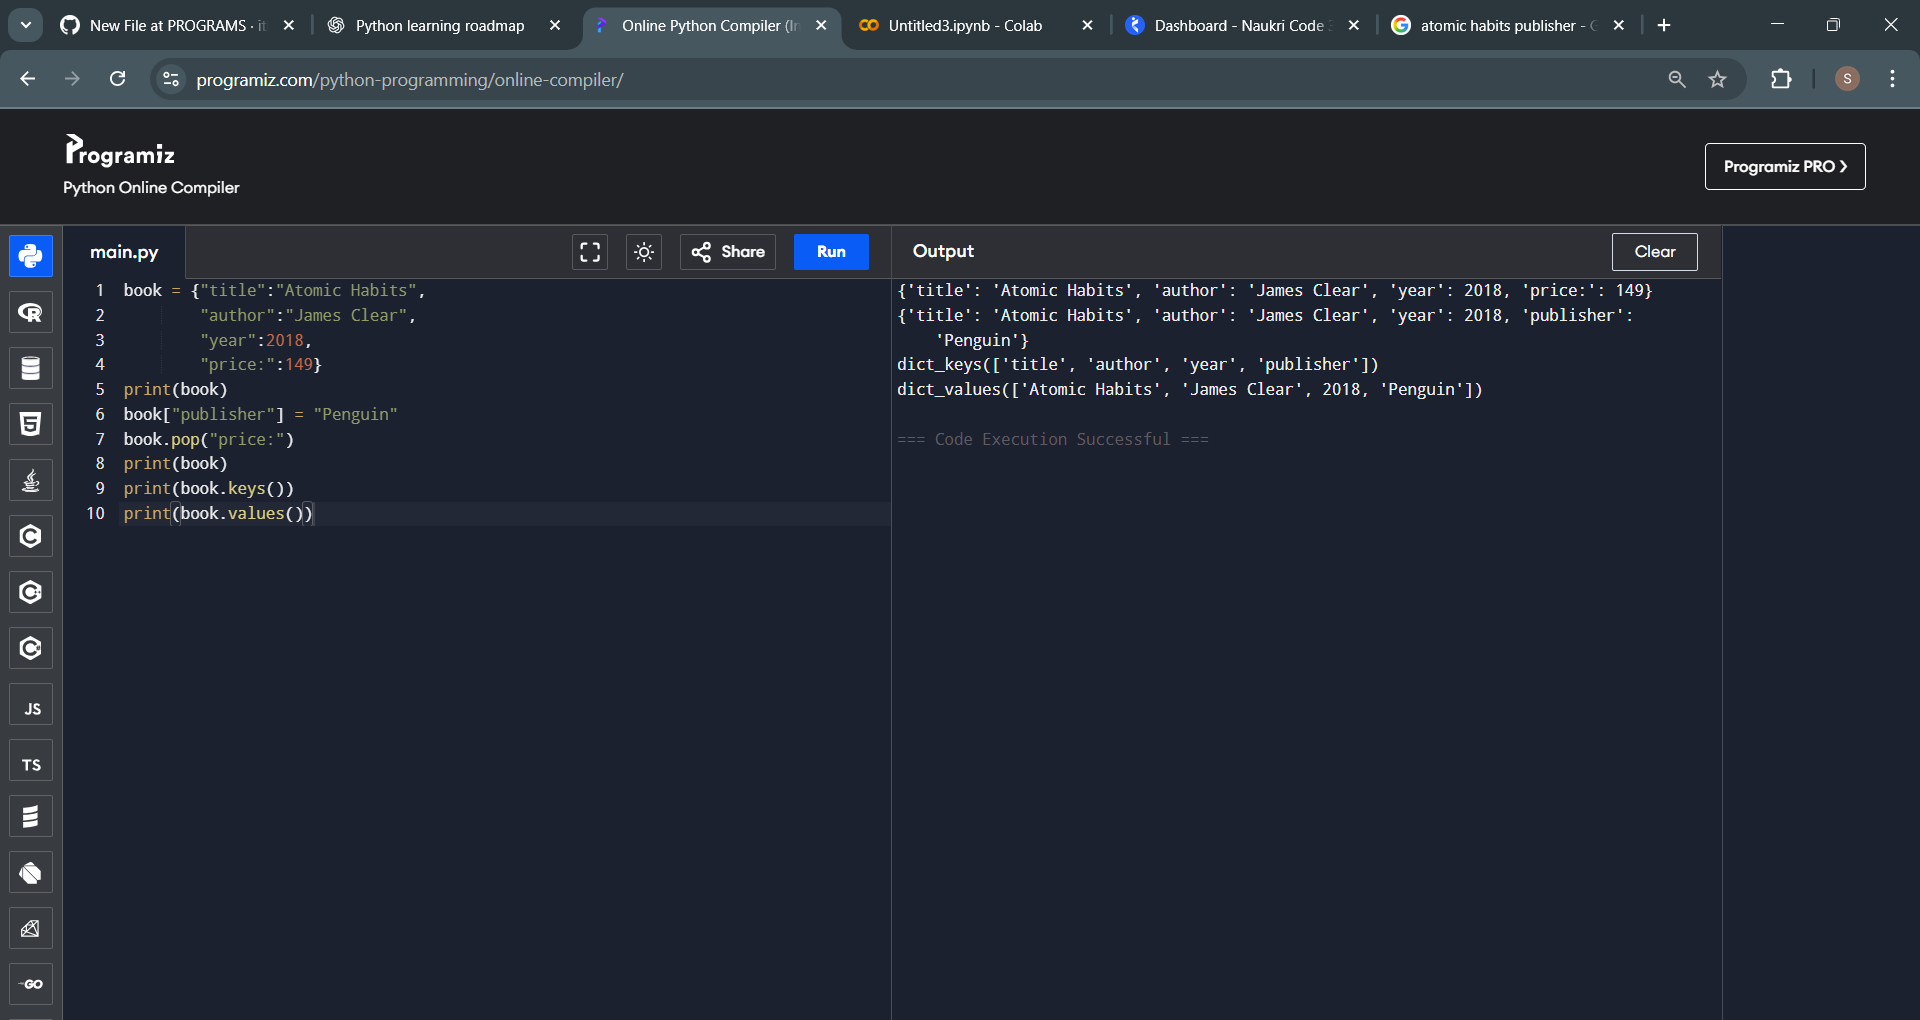 New File at PROGRAMS · it
Python learning roadmap
Online Python Compiler (In
Untitled3.ipynb - Colab
Dashboard - Naukri Code 3
atomic habits publisher - G
programiz.com/python-programming/online-compiler/
S
Programiz
Python Online Compiler
Programiz PRO
main.py
Share
Run
Output
Clear
1 book = {"title":"Atomic Habits",
2 "author":"James Clear",
3 "year":2018,
4 "price:":149}
5 print(book)
6 book["publisher"] = "Penguin"
7 book.pop("price:")
8 print(book)
9 print(book.keys())
10 print(book.values())
{'title': 'Atomic Habits', 'author': 'James Clear', 'year': 2018, 'price:': 149}
{'title': 'Atomic Habits', 'author': 'James Clear', 'year': 2018, 'publisher':
'Penguin'}
dict_keys(['title', 'author', 'year', 'publisher'])
dict_values(['Atomic Habits', 'James Clear', 2018, 'Penguin'])
=== Code Execution Successful ===
R
5
C
C
C
JS
TS
GO